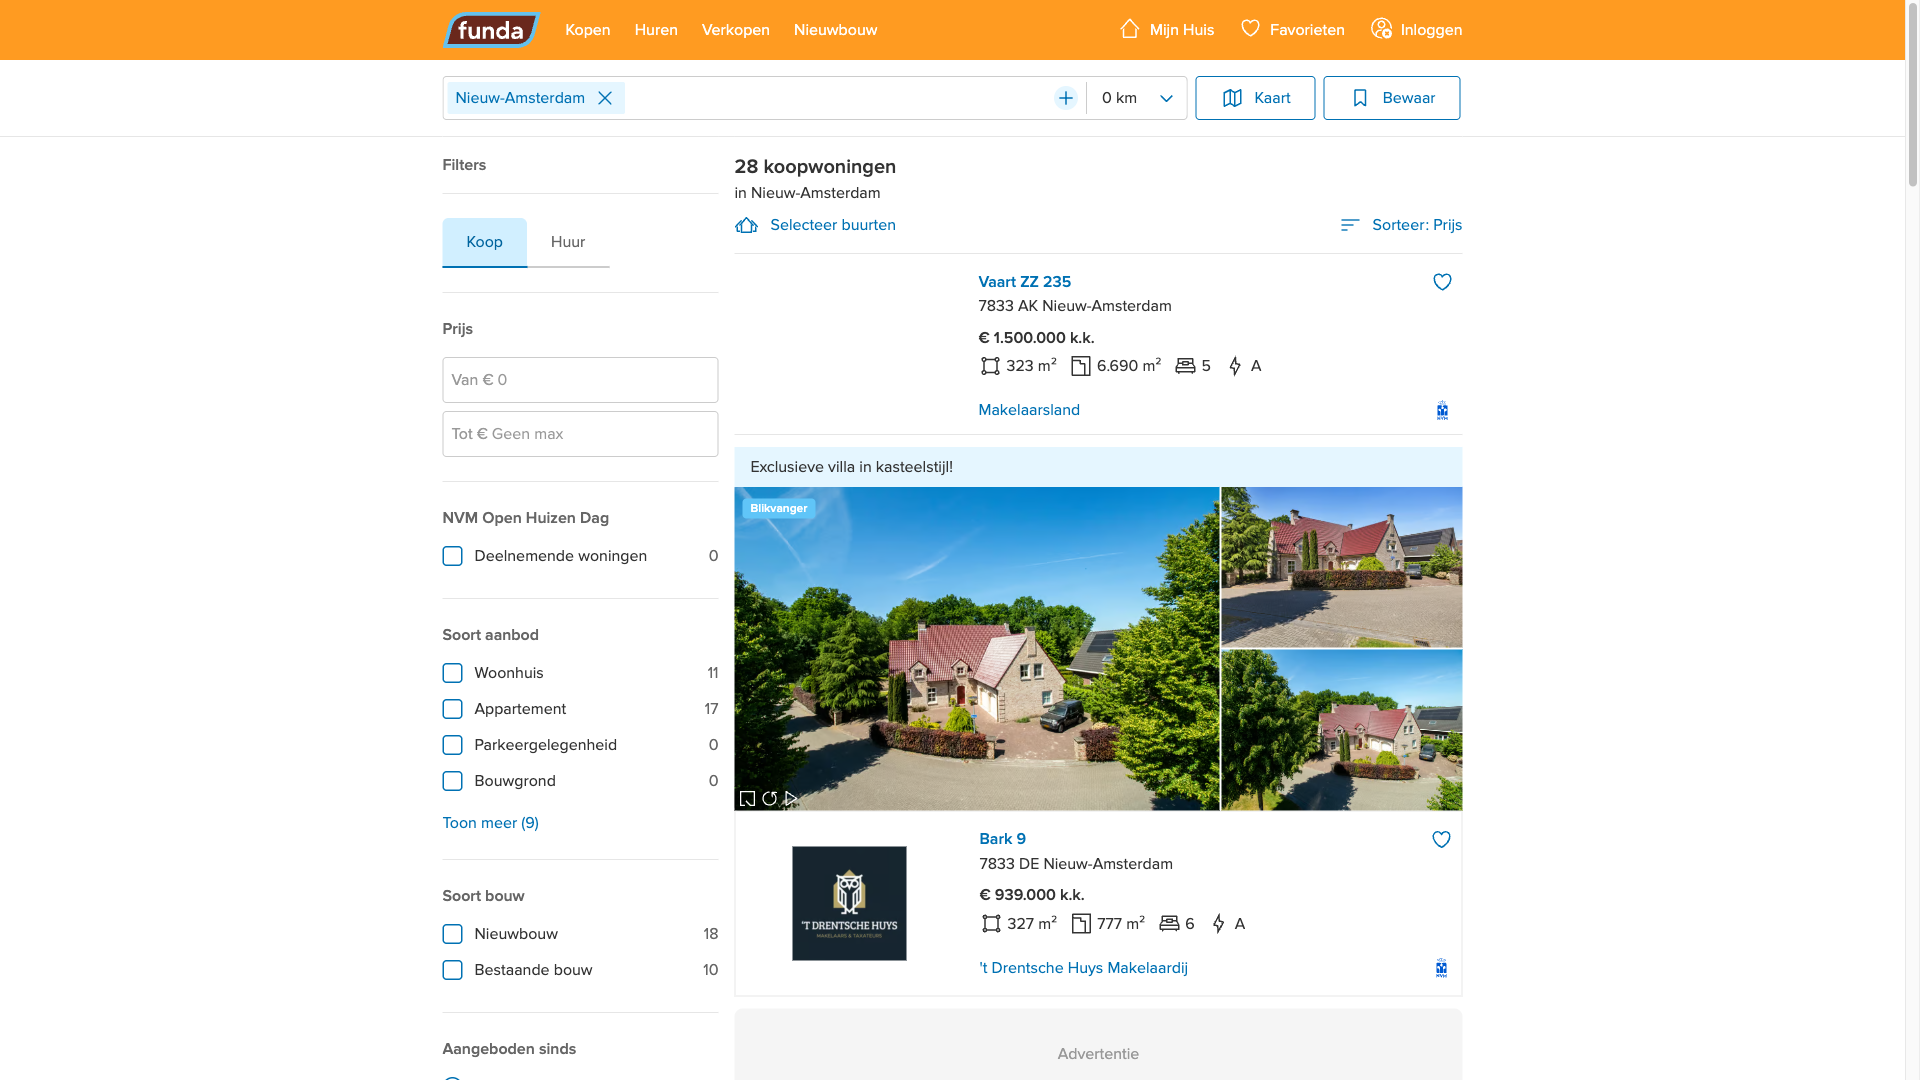 funda
Kopen
Huren
Verkopen
Nieuwbouw
Mijn Huis
Favorieten
Inloggen
Nieuw-Amsterdam
0 km
Kaart
Bewaar
Filters
Koop
Huur
Prijs
Van € 0
Tot € Geen max
NVM Open Huizen Dag
Deelnemende woningen 0
Soort aanbod
Woonhuis 11
Appartement 17
Parkeergelegenheid 0
Bouwgrond 0
Toon meer (9)
Soort bouw
Nieuwbouw 18
Bestaande bouw 10
Aangeboden sinds
28 koopwoningen
in Nieuw-Amsterdam
Selecteer buurten
Sorteer: Prijs
Vaart ZZ 235
7833 AK Nieuw-Amsterdam
€ 1.500.000 k.k.
323 m² 6.690 m² 5 A
Makelaarsland
Exclusieve villa in kasteelstijl!
Blikvanger
Bark 9
7833 DE Nieuw-Amsterdam
€ 939.000 k.k.
327 m² 777 m² 6 A
't Drentsche Huys Makelaardij
'T DRENTSCHE HUYS
MAKELAARS & TAXATEURS
Advertentie